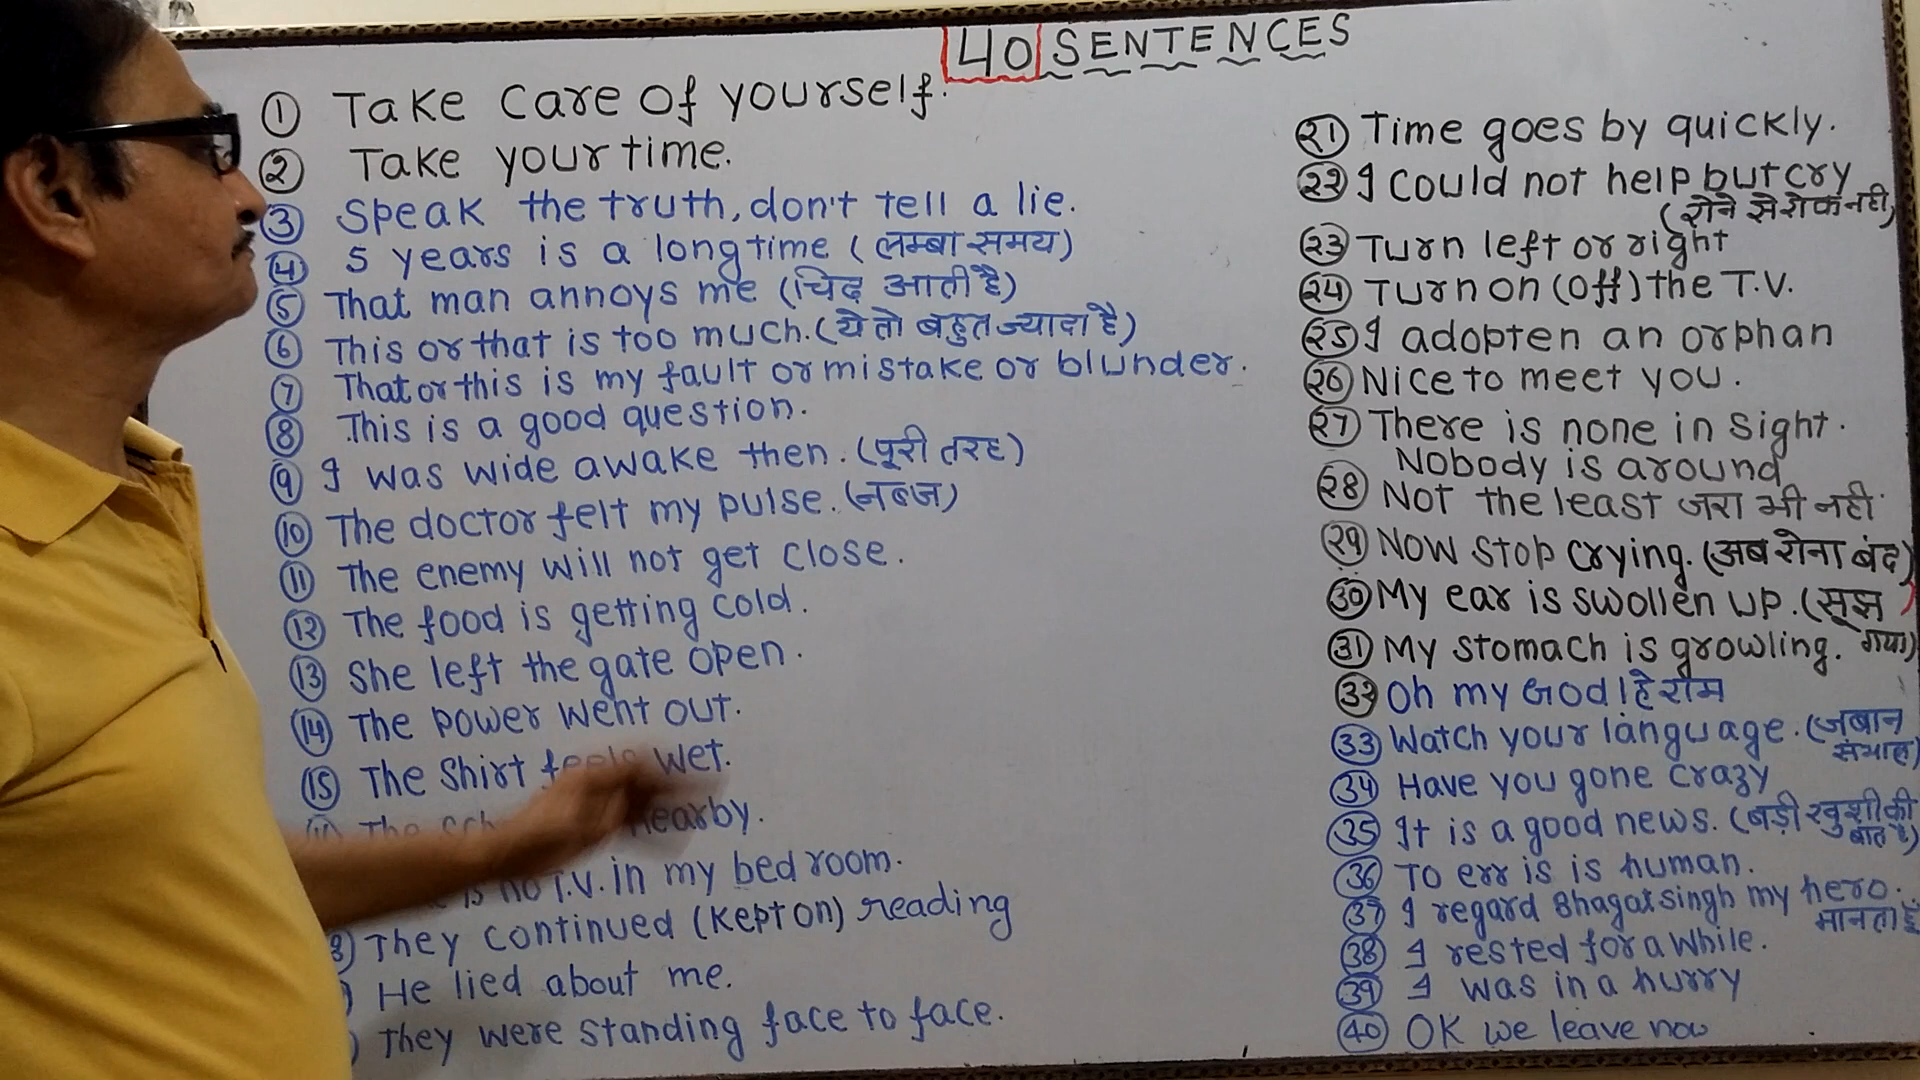 40 SENTENCES
① Take care of yourself.
② Take your time.
③ Speak the truth, don't tell a lie.
④ 5 years is a long time (लम्बा समय)
⑤ That man annoys me (चिढ़ आती है)
⑥ This or that is too much. (ये तो बहुत ज्यादा है)
⑦ That or this is my fault or mistake or blunder.
⑧ This is a good question.
⑨ I was wide awake then. (पूरी तरह)
⑩ The doctor felt my pulse. (नब्ज)
⑪ The enemy will not get close.
⑫ The food is getting cold.
⑬ She left the gate open.
⑭ The power went out.
⑮ The shirt feels wet.
The nearby.
is no T.V. in my bed room.
8) They continued (kept on) reading
) He lied about me.
) They were standing face to face.
㉑ Time goes by quickly.
㉒ I could not help but cry
(रोने से रोक नही)
㉓ Turn left or right
㉔ Turn on (off) the T.V.
㉕ I adopten an orphan
㉖ Nice to meet you.
㉗ There is none in sight.
Nobody is around
㉘ Not the least जरा भी नही
㉙ Now stop crying. (अब रोना बंद)
㉚ My ear is swollen up. (सूझ
गया)
㉛ My stomach is growling.
㉜ Oh my God! हे राम
㉝ Watch your language. (जबान
संभाल)
㉞ Have you gone crazy
㉟ It is a good news. (बड़ी खुशी की
बात है)
㊱ To err is is human.
㊲ I regard Bhagat singh my hero.
मानता हूँ
㊳ I rested for a while.
㊴ I was in a hurry
㊵ OK we leave now